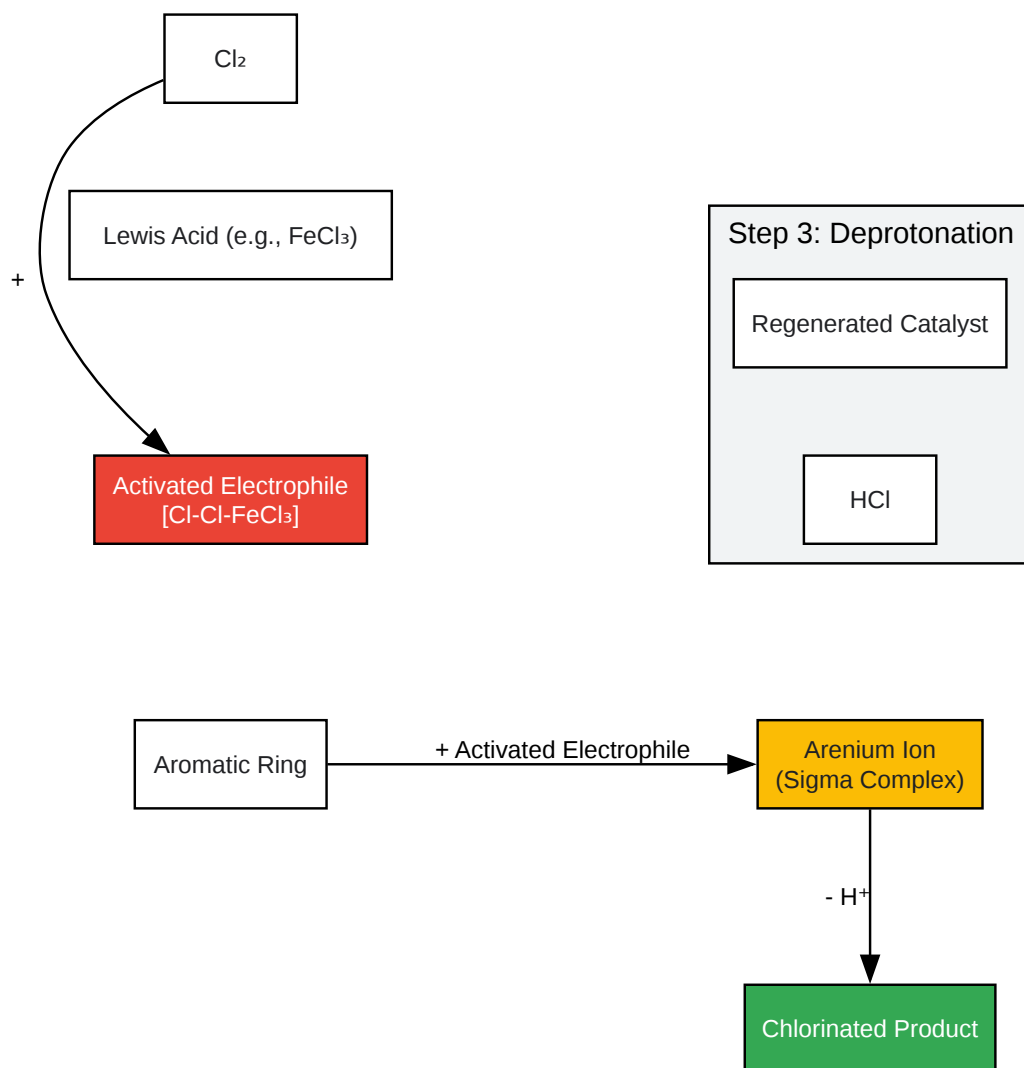 Cl₂
Lewis Acid (e.g., FeCl₃)
+
Activated Electrophile
[Cl-Cl-FeCl₃]
Step 3: Deprotonation
Regenerated Catalyst
HCl
Aromatic Ring
+ Activated Electrophile
Arenium Ion
(Sigma Complex)
- H⁺
Chlorinated Product